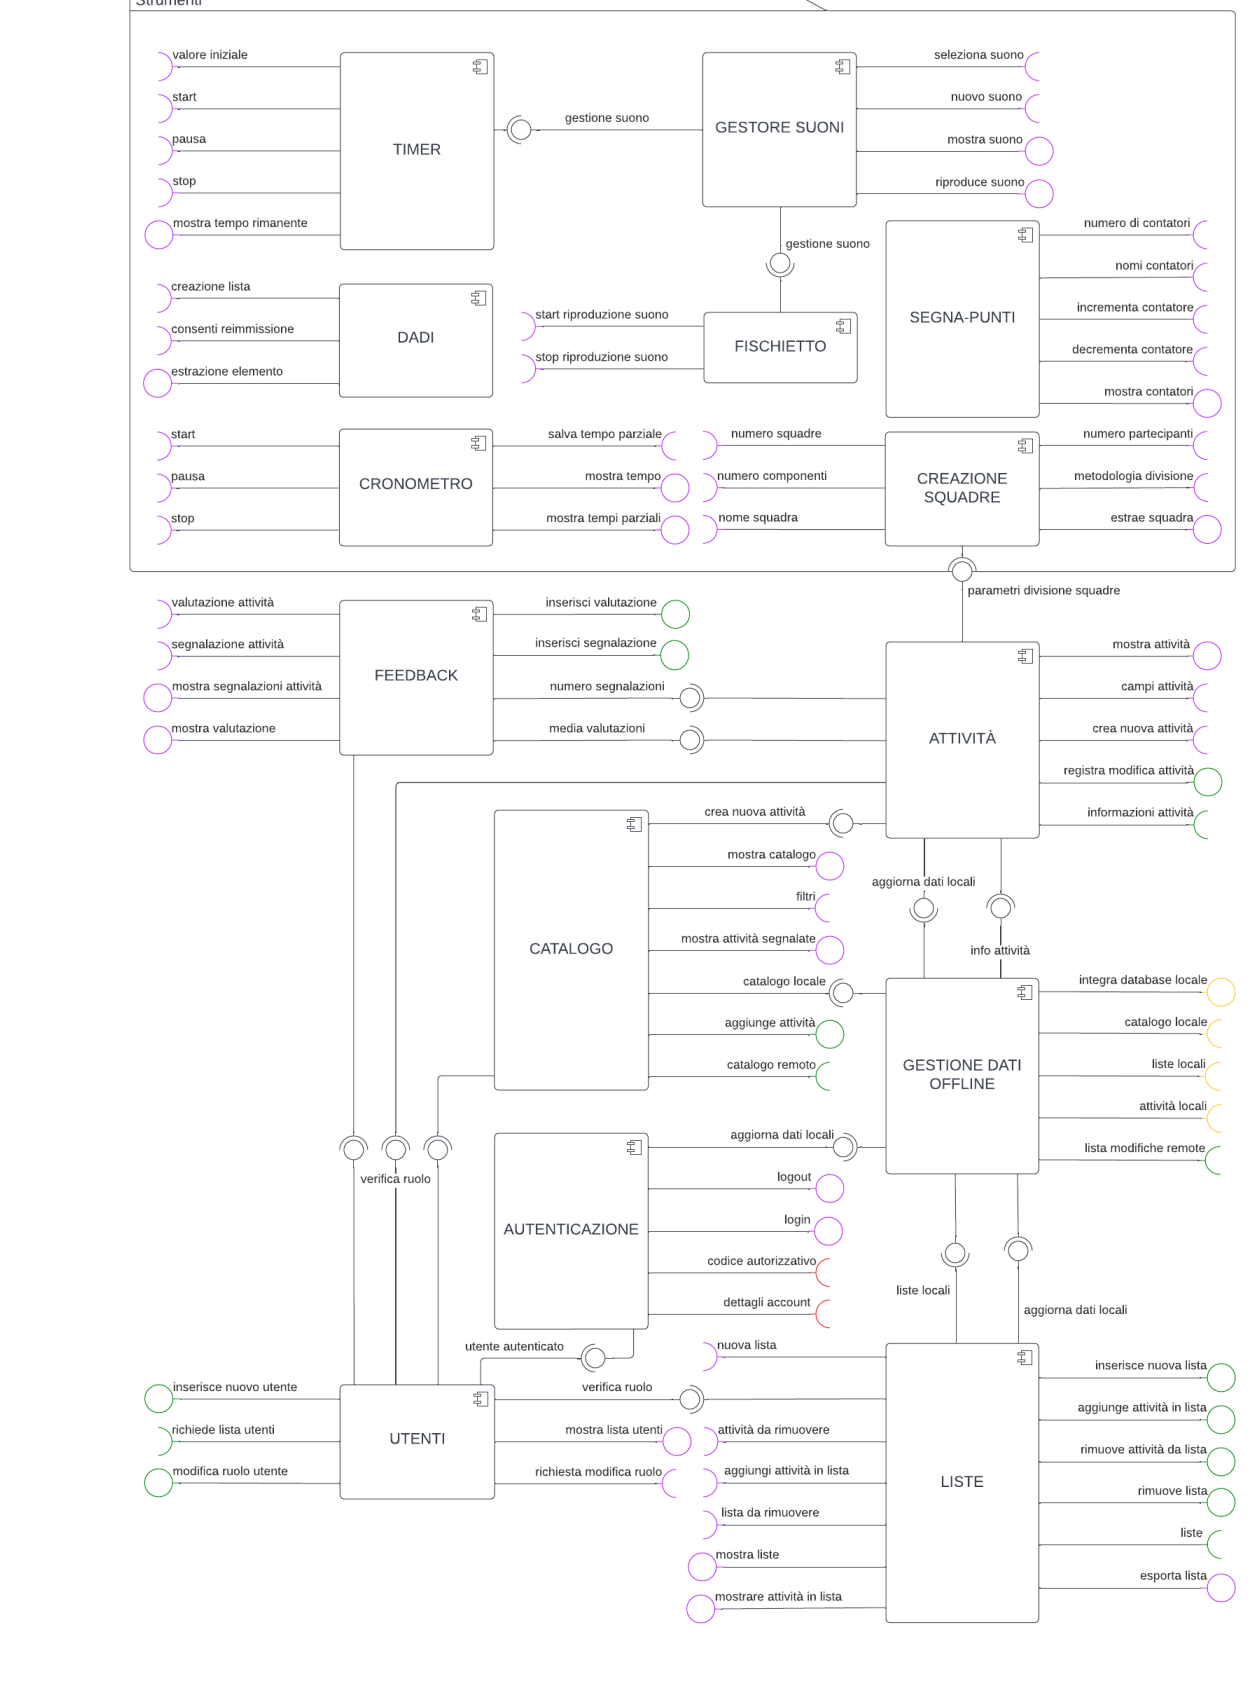 Strumenti
valore iniziale
start
pausa
stop
mostra tempo rimanente
TIMER
gestione suono
GESTORE SUONI
seleziona suono
nuovo suono
mostra suono
riproduce suono
gestione suono
numero di contatori
nomi contatori
incrementa contatore
decrementa contatore
mostra contatori
SEGNA-PUNTI
creazione lista
consenti reimmissione
estrazione elemento
DADI
start riproduzione suono
stop riproduzione suono
FISCHIETTO
start
pausa
stop
CRONOMETRO
salva tempo parziale
mostra tempo
mostra tempi parziali
numero squadre
numero componenti
nome squadra
CREAZIONE
SQUADRE
numero partecipanti
metodologia divisione
estrae squadra
parametri divisione squadre
valutazione attività
segnalazione attività
mostra segnalazioni attività
mostra valutazione
FEEDBACK
inserisci valutazione
inserisci segnalazione
numero segnalazioni
media valutazioni
ATTIVITÀ
mostra attività
campi attività
crea nuova attività
registra modifica attività
informazioni attività
crea nuova attività
mostra catalogo
filtri
mostra attività segnalate
catalogo locale
aggiunge attività
catalogo remoto
CATALOGO
aggiorna dati locali
info attività
GESTIONE DATI
OFFLINE
integra database locale
catalogo locale
liste locali
attività locali
lista modifiche remote
verifica ruolo
AUTENTICAZIONE
aggiorna dati locali
logout
login
codice autorizzativo
dettagli account
liste locali
aggiorna dati locali
utente autenticato
inserisce nuovo utente
richiede lista utenti
modifica ruolo utente
UTENTI
verifica ruolo
mostra lista utenti
richiesta modifica ruolo
nuova lista
attività da rimuovere
aggiungi attività in lista
lista da rimuovere
mostra liste
mostrare attività in lista
LISTE
inserisce nuova lista
aggiunge attività in lista
rimuove attività da lista
rimuove lista
liste
esporta lista